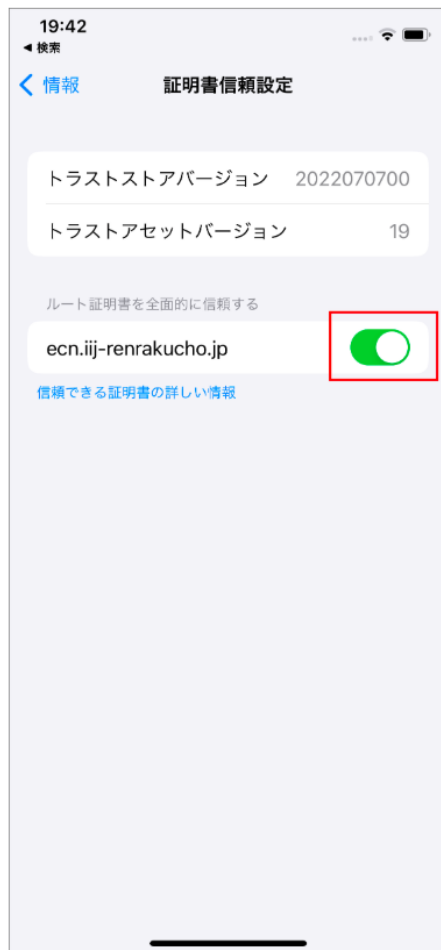 19:42
◀ 検索
情報
証明書信頼設定
トラストストアバージョン 2022070700
トラストアセットバージョン 19
ルート証明書を全面的に信頼する
ecn.iij-renrakucho.jp
信頼できる証明書の詳しい情報